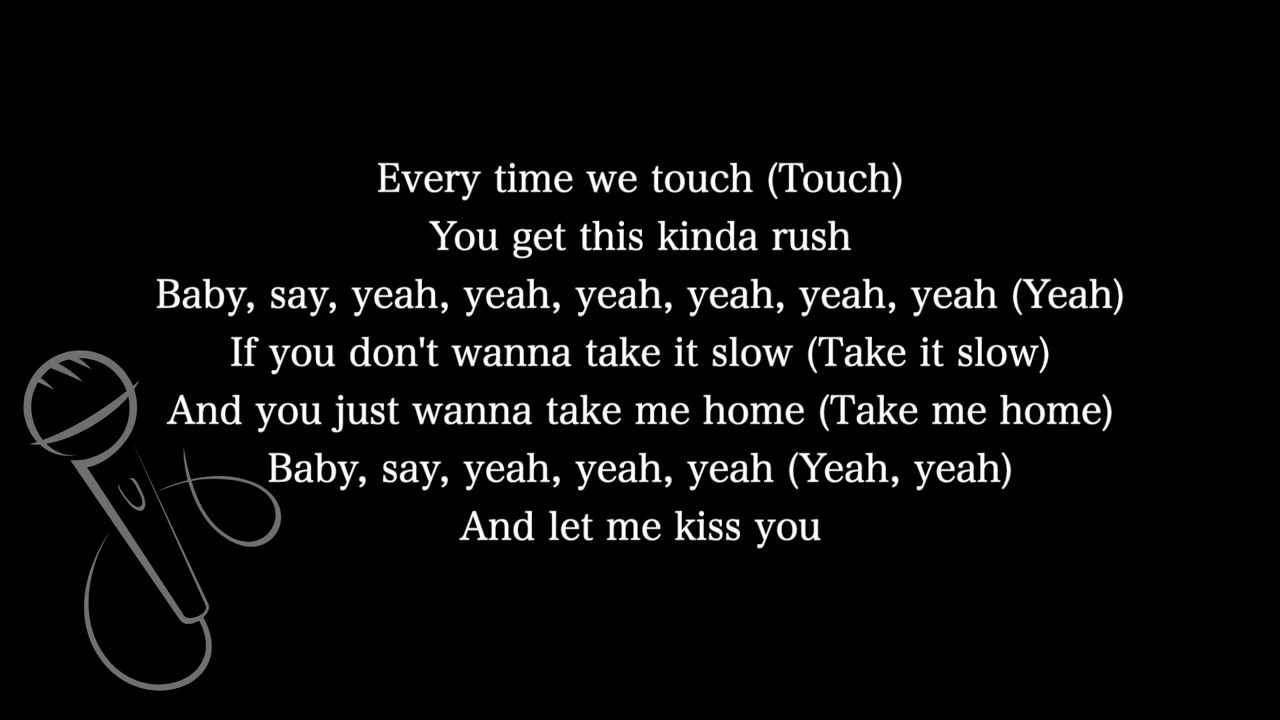 Every time we touch (Touch)
You get this kinda rush
Baby, say, yeah, yeah, yeah, yeah, yeah, yeah (Yeah)
If you don't wanna take it slow (Take it slow)
And you just wanna take me home (Take me home)
Baby, say, yeah, yeah, yeah (Yeah, yeah)
And let me kiss you